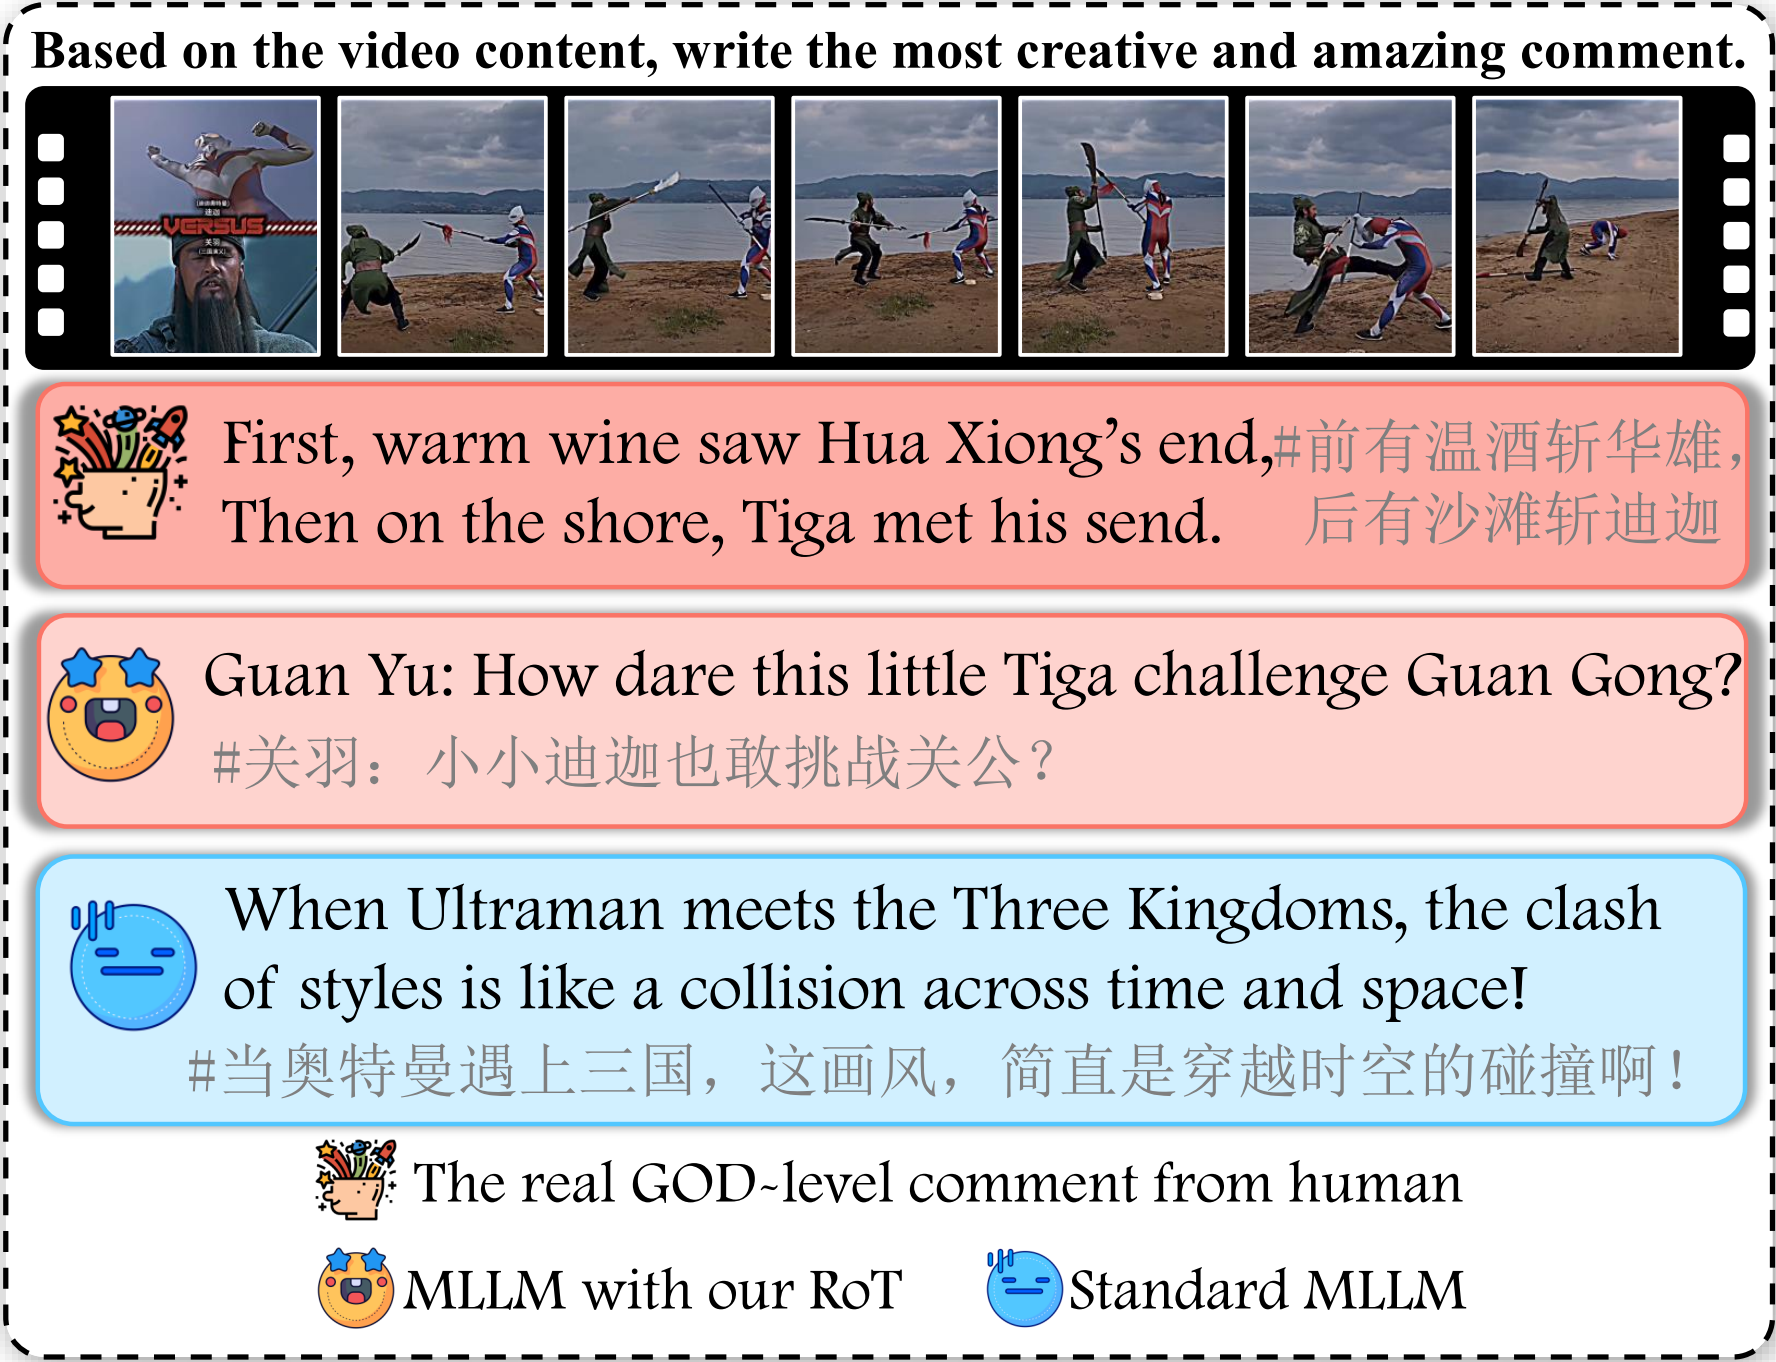 Based on the video content, write the most creative and amazing comment.
VERSUS
关羽
First, warm wine saw Hua Xiong’s end,#前有温酒斩华雄，
Then on the shore, Tiga met his send. 后有沙滩斩迪迦
Guan Yu: How dare this little Tiga challenge Guan Gong?
#关羽：小小迪迦也敢挑战关公？
When Ultraman meets the Three Kingdoms, the clash
of styles is like a collision across time and space!
#当奥特曼遇上三国，这画风，简直是穿越时空的碰撞啊！
The real GOD-level comment from human
MLLM with our RoT
Standard MLLM